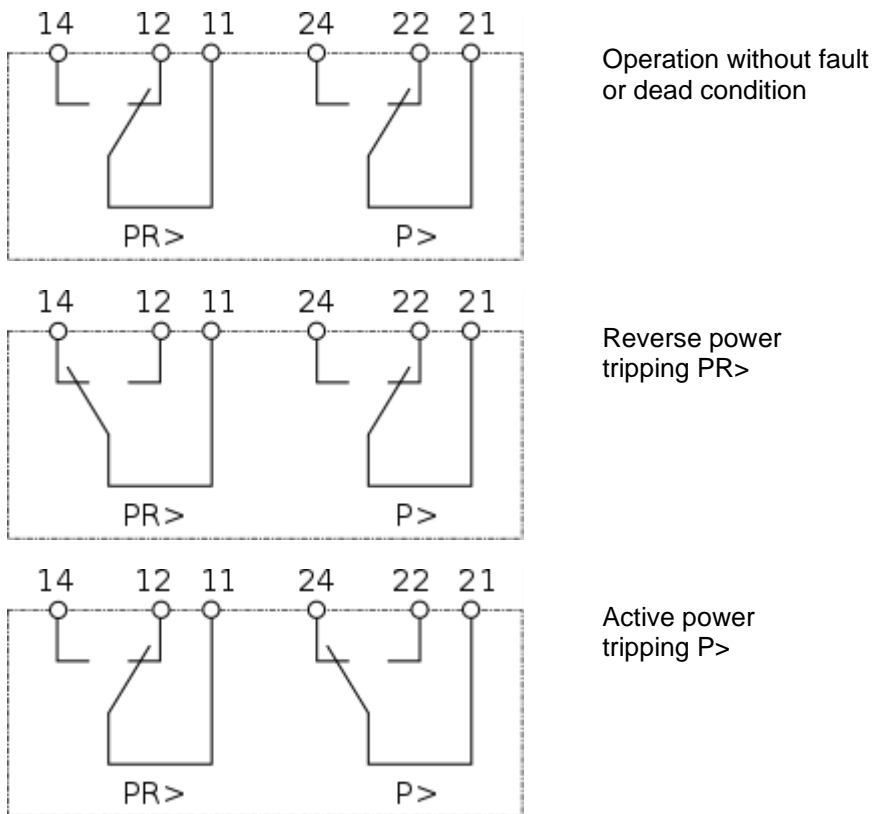 14 12 11 24 22 21
Operation without fault
or dead condition
PR> P>
14 12 11 24 22 21
Reverse power
tripping PR>
PR> P>
14 12 11 24 22 21
Active power
tripping P>
PR> P>